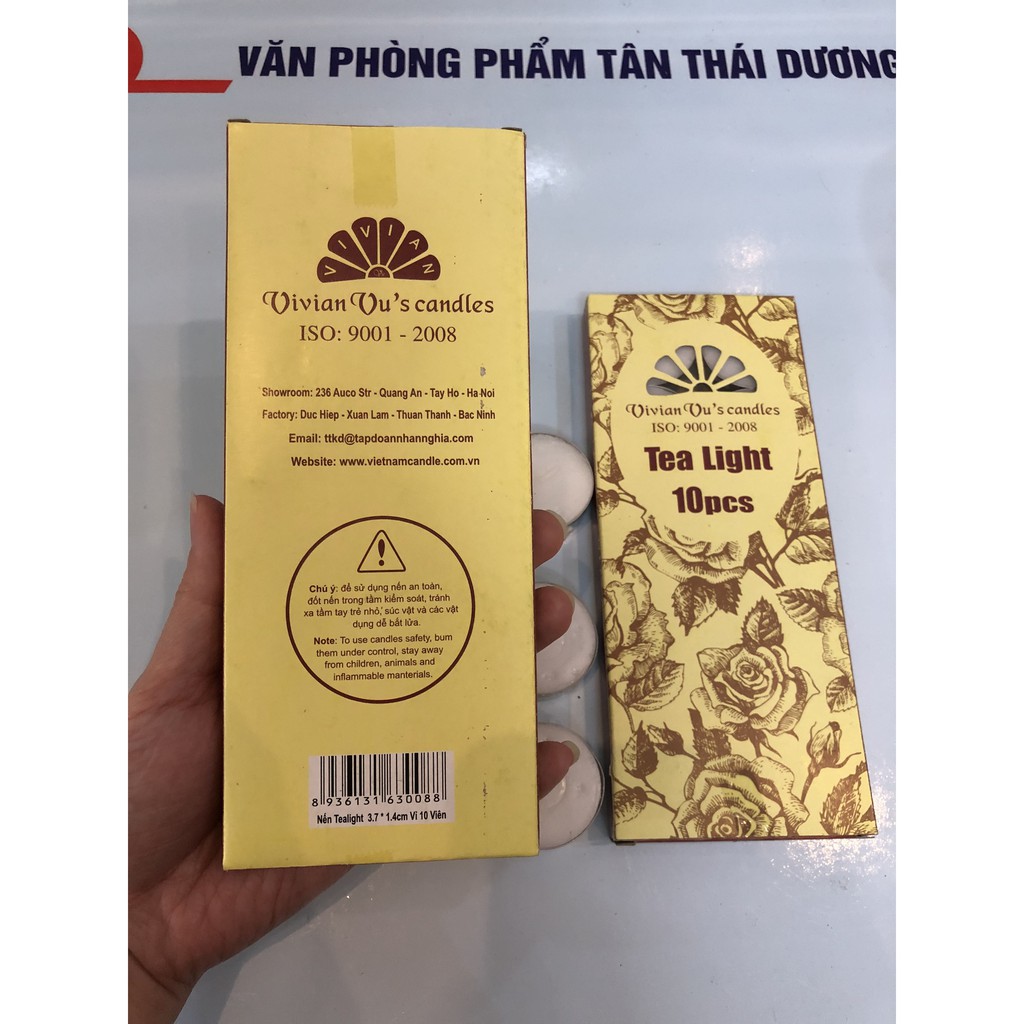 VĂN PHÒNG PHẨM TÂN THÁI DƯƠNG
VIVIAN
Vivian Vu's candles
ISO: 9001 - 2008
Showroom: 236 Auco Str - Quang An - Tay Ho - Ha Noi
Factory: Duc Hiep - Xuan Lam - Thuan Thanh - Bac Ninh
Email: ttkd@tapdoannhannghia.com
Website: www.vietnamcandle.com.vn
Chú ý: để sử dụng nến an toàn,
đốt nến trong tầm kiểm soát, tránh
xa tầm tay trẻ nhỏ, súc vật và các vật
dụng dễ bắt lửa.
Note: To use candles safety, bum
them under control, stay away
from children, animals and
inflammable manterials.
8 936131 630088
Nến Tealight 3.7 * 1.4cm Vỉ 10 Viên
Vivian Vu's candles
ISO: 9001 - 2008
Tea Light
10pcs